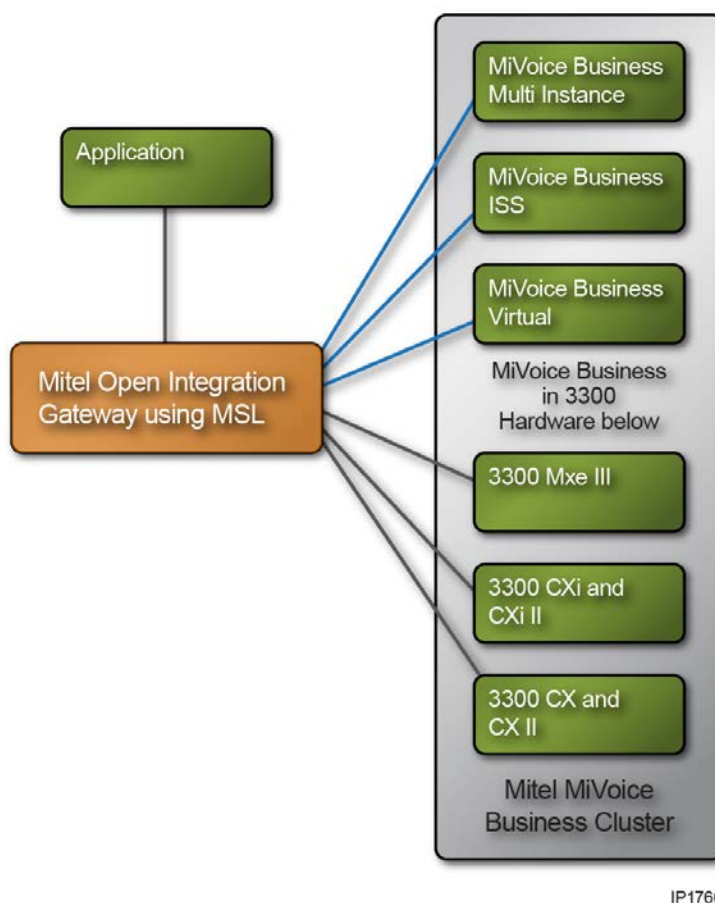 MiVoice Business
Multi Instance
Application
MiVoice Business
ISS
MiVoice Business
Virtual
Mitel Open Integration
Gateway using MSL
MiVoice Business
in 3300
Hardware below
3300 Mxe III
3300 CXi and
CXi II
3300 CX and
CX II
Mitel MiVoice
Business Cluster